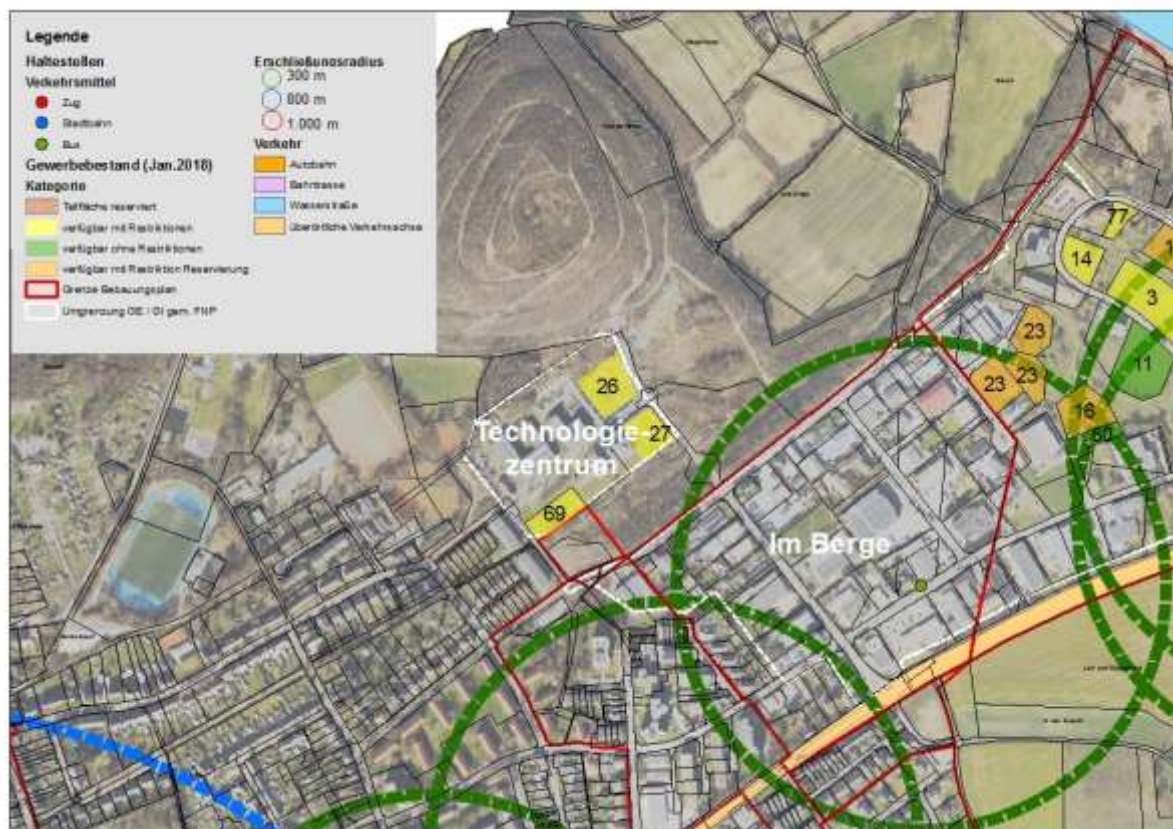 Legende
Haltestellen
Verkehrsmittel
Zug
Stadtbahn
Bus
Gewerbebestand (Jan.2018)
Kategorie
Teilfläche reserviert
verfügbar mit Restriktionen
verfügbar ohne Restriktionen
verfügbar mit Restriktion Reservierung
Grenze Bebauungsplan
Umgrenzung GE / GI gem. FNP
Erschließungsradius
300 m
600 m
1.000 m
Verkehr
Autobahn
Bahntrasse
Wasserstraße
überörtliche Verkehrsachse
77
14
3
23
11
23
23
16
80
26
27
Technologie-
zentrum
69
Im Berge